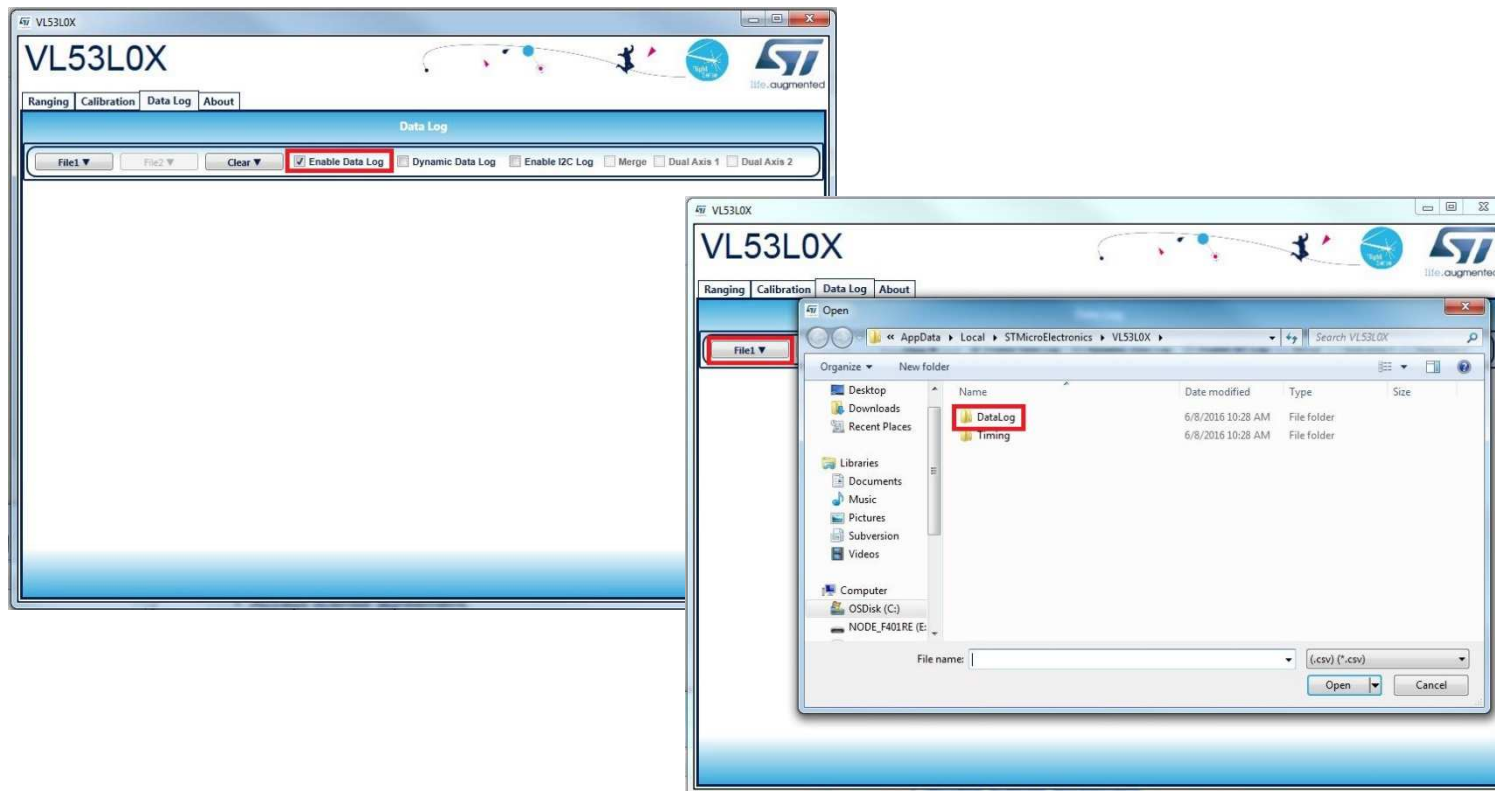 VL53L0X
VL53L0X
life.augmented
Ranging Calibration Data Log About
Data Log
File1 ▼ File2 ▼ Clear ▼ Enable Data Log Dynamic Data Log Enable I2C Log Merge Dual Axis 1 Dual Axis 2
VL53L0X
VL53L0X
life.augmented
Ranging Calibration Data Log About
File1 ▼
Open
« AppData ▸ Local ▸ STMicroElectronics ▸ VL53L0X ▸
Search VL53L0X
Organize ▼ New folder
Name Date modified Type Size
DataLog 6/8/2016 10:28 AM File folder
Timing 6/8/2016 10:28 AM File folder
Desktop
Downloads
Recent Places
Libraries
Documents
Music
Pictures
Subversion
Videos
Computer
OSDisk (C:)
NODE_F401RE (E:
File name:
(.csv) (*.csv)
Open Cancel